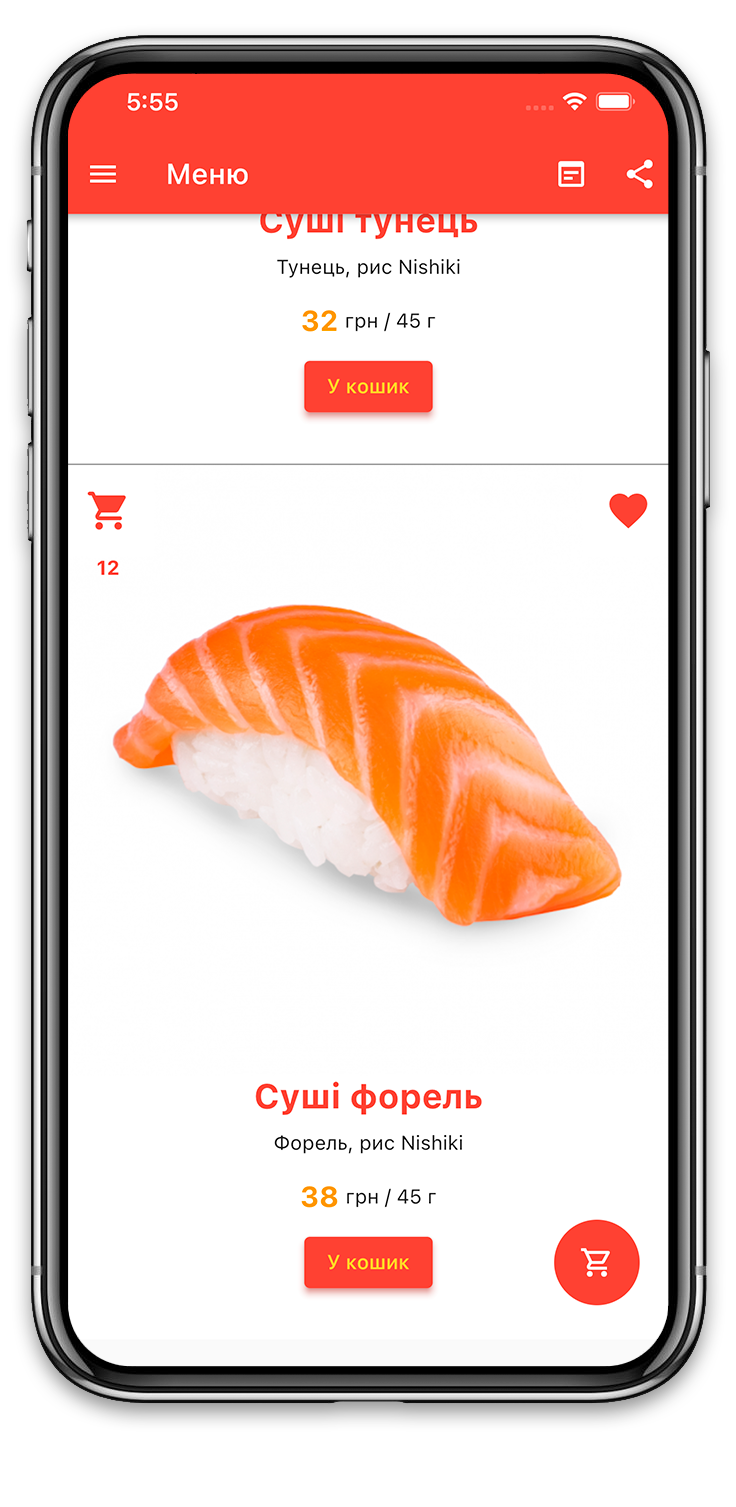 5:55
Меню
Суші тунець
Тунець, рис Nishiki
32 грн / 45 г
У кошик
12
Суші форель
Форель, рис Nishiki
38 грн / 45 г
У кошик